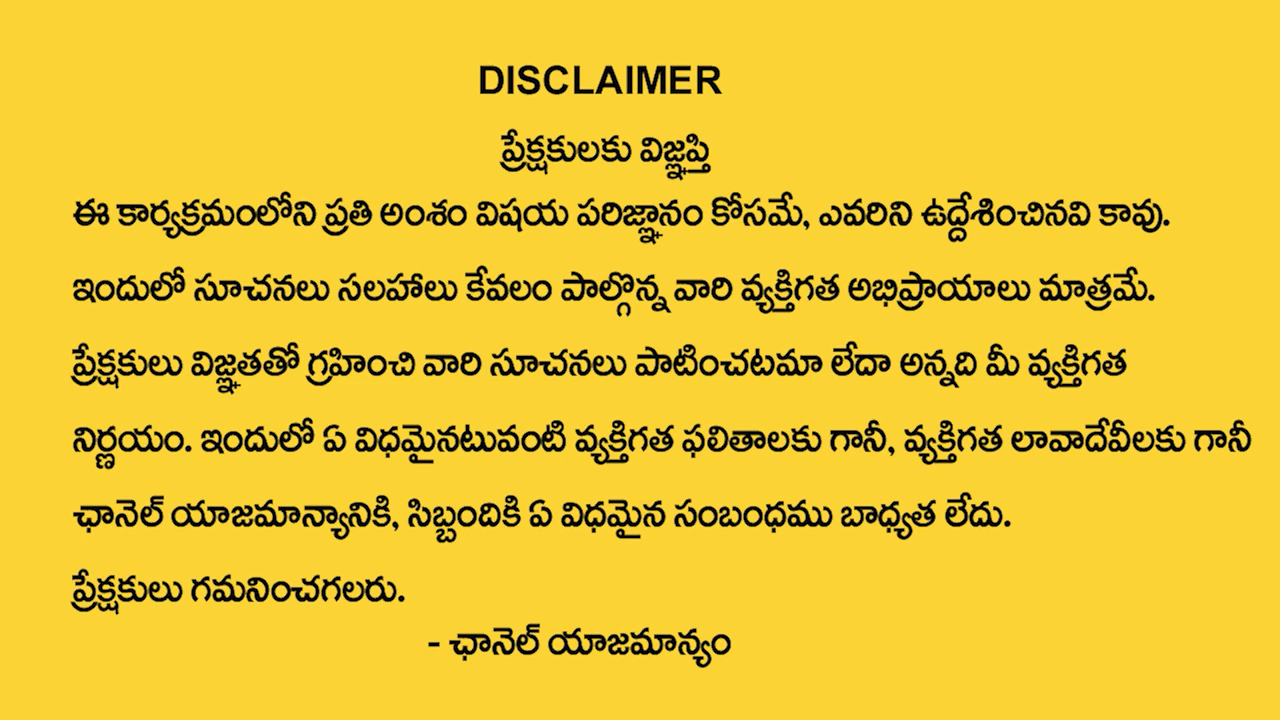 DISCLAIMER
ప్రేక్షకులకు విజ్ఞప్తి
ఈ కార్యక్రమంలోని ప్రతి అంశం విషయ పరిజ్ఞానం కోసమే, ఎవరిని ఉద్దేశించినవి కావు.
ఇందులో సూచనలు సలహాలు కేవలం పాల్గొన్న వారి వ్యక్తిగత అభిప్రాయాలు మాత్రమే.
ప్రేక్షకులు విజ్ఞతతో గ్రహించి వారి సూచనలు పాటించటమా లేదా అన్నది మీ వ్యక్తిగత
నిర్ణయం. ఇందులో ఏ విధమైనటువంటి వ్యక్తిగత ఫలితాలకు గానీ, వ్యక్తిగత లావాదేవీలకు గానీ
ఛానెల్ యాజమాన్యానికి, సిబ్బందికి ఏ విధమైన సంబంధము బాధ్యత లేదు.
ప్రేక్షకులు గమనించగలరు.
- ఛానెల్ యాజమాన్యం